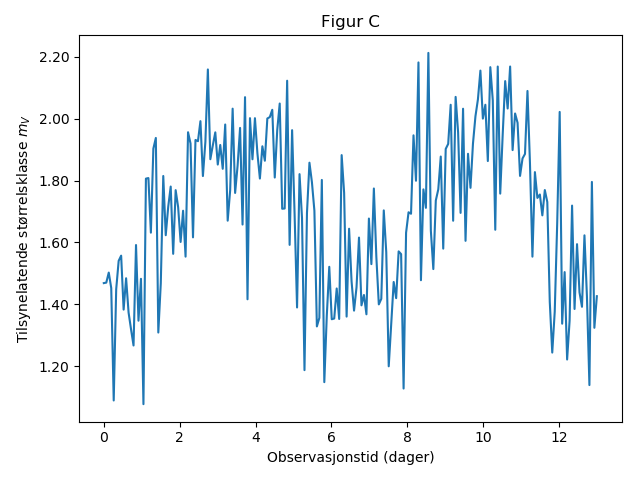 Figur C
Tilsynelatende størrelsklasse $m_V$
2.20
2.00
1.80
1.60
1.40
1.20
0 2 4 6 8 10 12
Observasjonstid (dager)